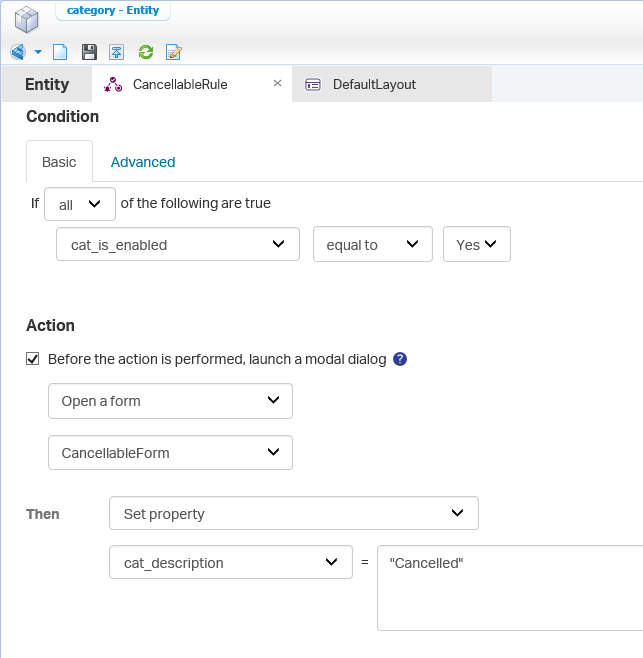 category - Entity
Entity CancellableRule DefaultLayout
Condition
Basic Advanced
If all of the following are true
cat_is_enabled equal to Yes
Action
Before the action is performed, launch a modal dialog ?
Open a form
CancellableForm
Then Set property
cat_description = "Cancelled"